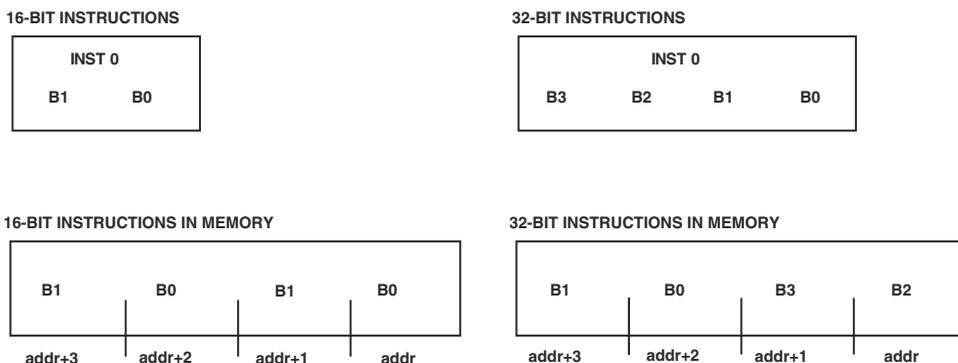 16-BIT INSTRUCTIONS
INST 0
B1 B0
32-BIT INSTRUCTIONS
INST 0
B3 B2 B1 B0
16-BIT INSTRUCTIONS IN MEMORY
B1 B0 B1 B0
addr+3 addr+2 addr+1 addr
32-BIT INSTRUCTIONS IN MEMORY
B1 B0 B3 B2
addr+3 addr+2 addr+1 addr